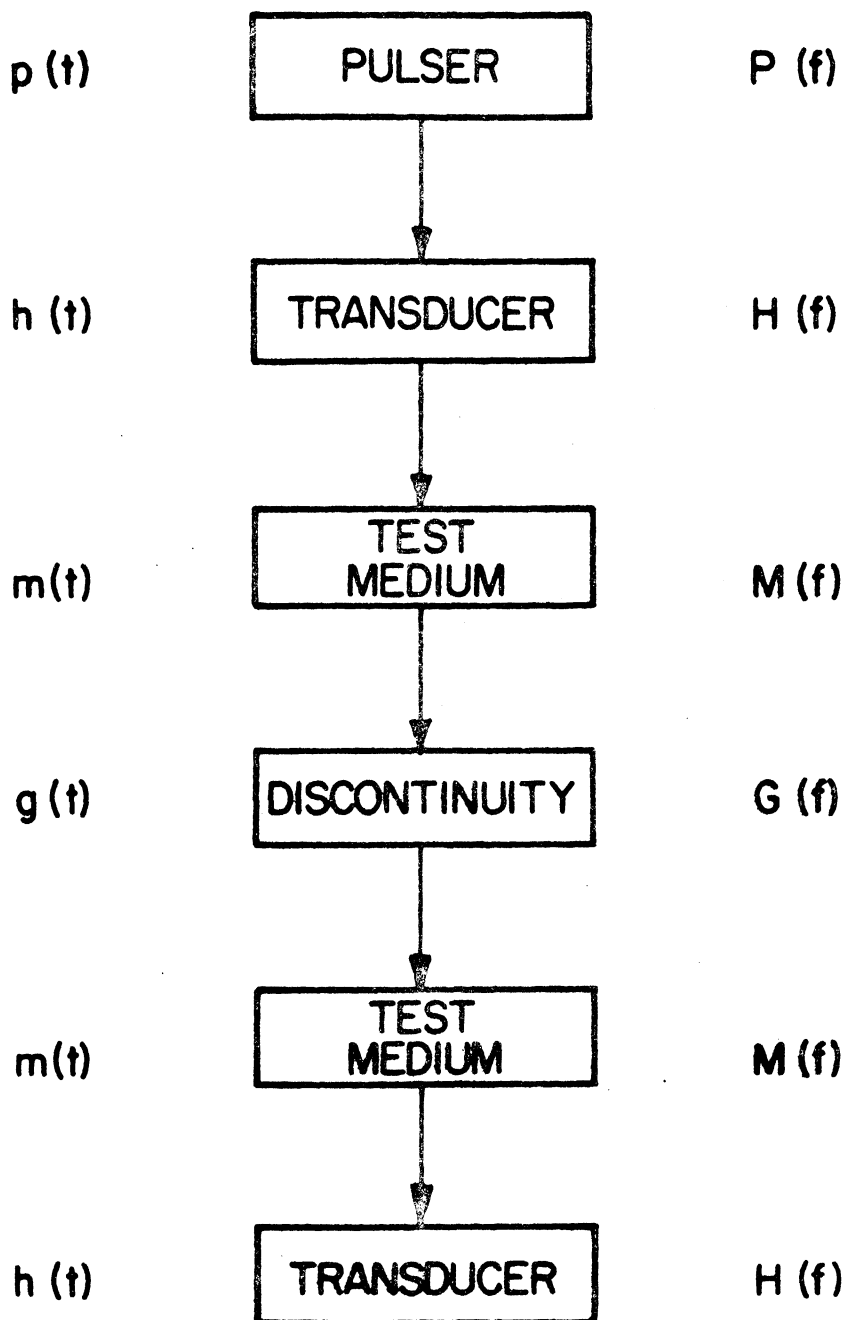 p (t) PULSER P (f)
h (t) TRANSDUCER H (f)
TEST
m(t) MEDIUM M (f)
g (t) DISCONTINUITY G (f)
TEST
m(t) MEDIUM M (f)
h (t) TRANSDUCER H (f)